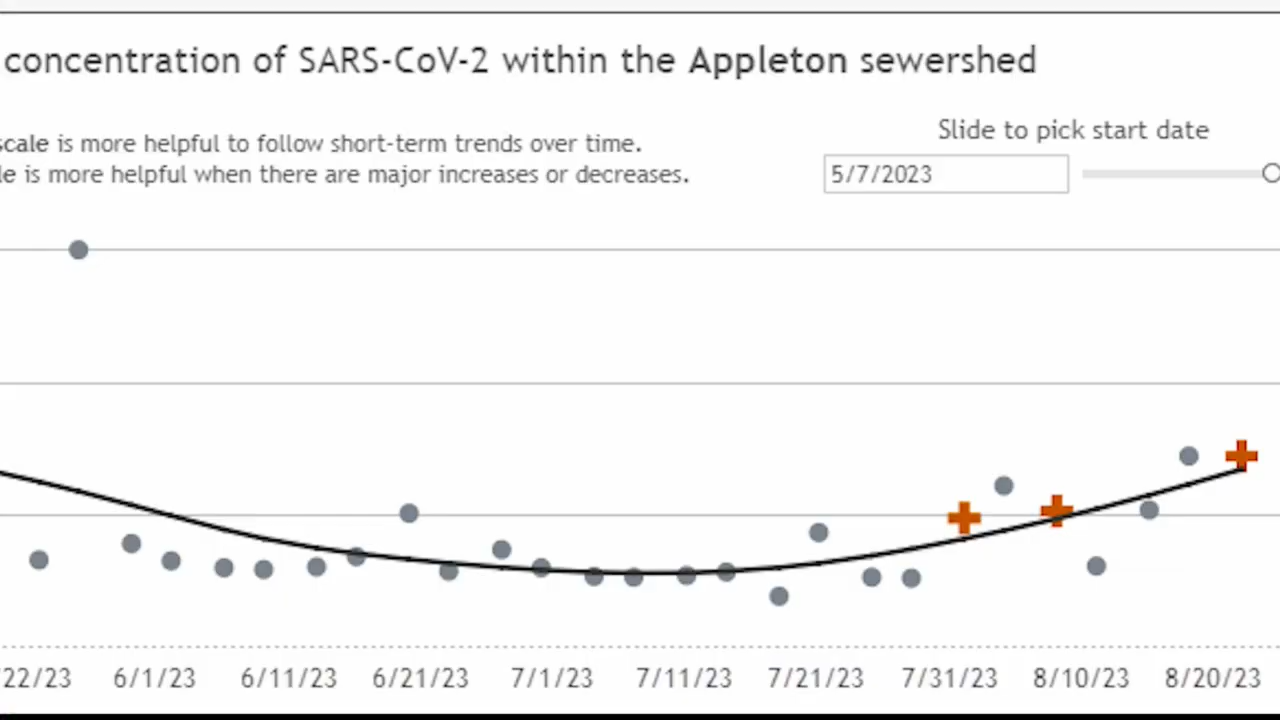 concentration of SARS-CoV-2 within the Appleton sewershed
Slide to pick start date
scale is more helpful to follow short-term trends over time.
le is more helpful when there are major increases or decreases.
5/7/2023
/22/23 6/1/23 6/11/23 6/21/23 7/1/23 7/11/23 7/21/23 7/31/23 8/10/23 8/20/23